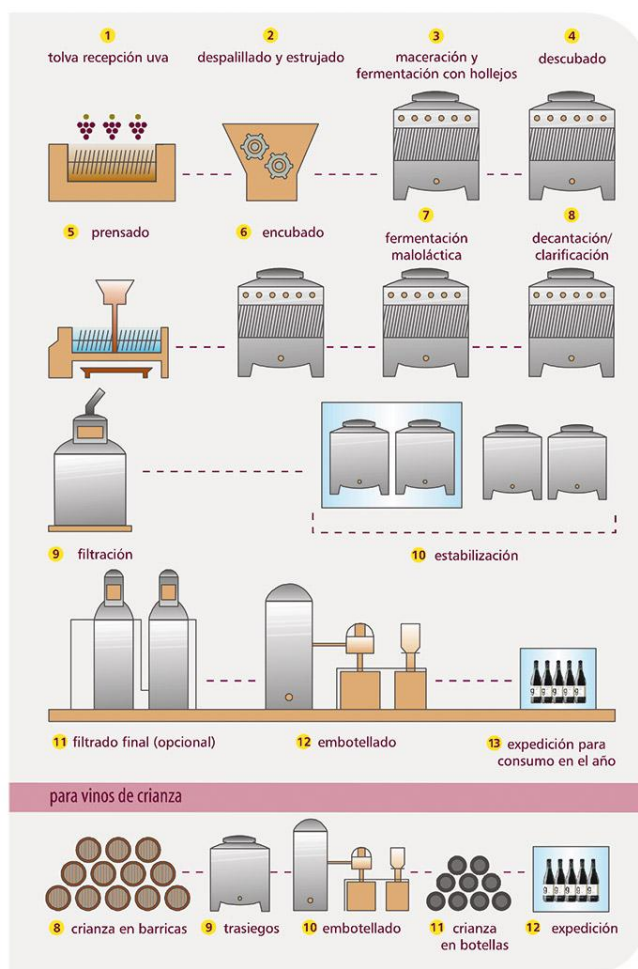 1
tolva recepción uva
2
despalillado y estrujado
3
maceración y
fermentación con hollejos
4
descubado
5 prensado
6 encubado
7
fermentación
maloláctica
8
decantación/
clarificación
9 filtración
10 estabilización
11 filtrado final (opcional)
12 embotellado
13 expedición para
consumo en el año
para vinos de crianza
8 crianza en barricas
9 trasiegos
10 embotellado
11 crianza
en botellas
12 expedición